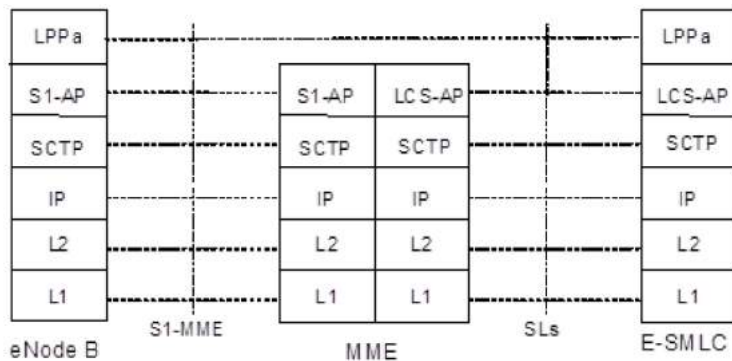 LPPa LPPa
S1-AP S1-AP LCS-AP LCS-AP
SCTP SCTP SCTP SCTP
IP IP IP IP
L2 L2 L2 L2
L1 L1 L1 L1
eNode B S1-MME MME SLs E-SMLC